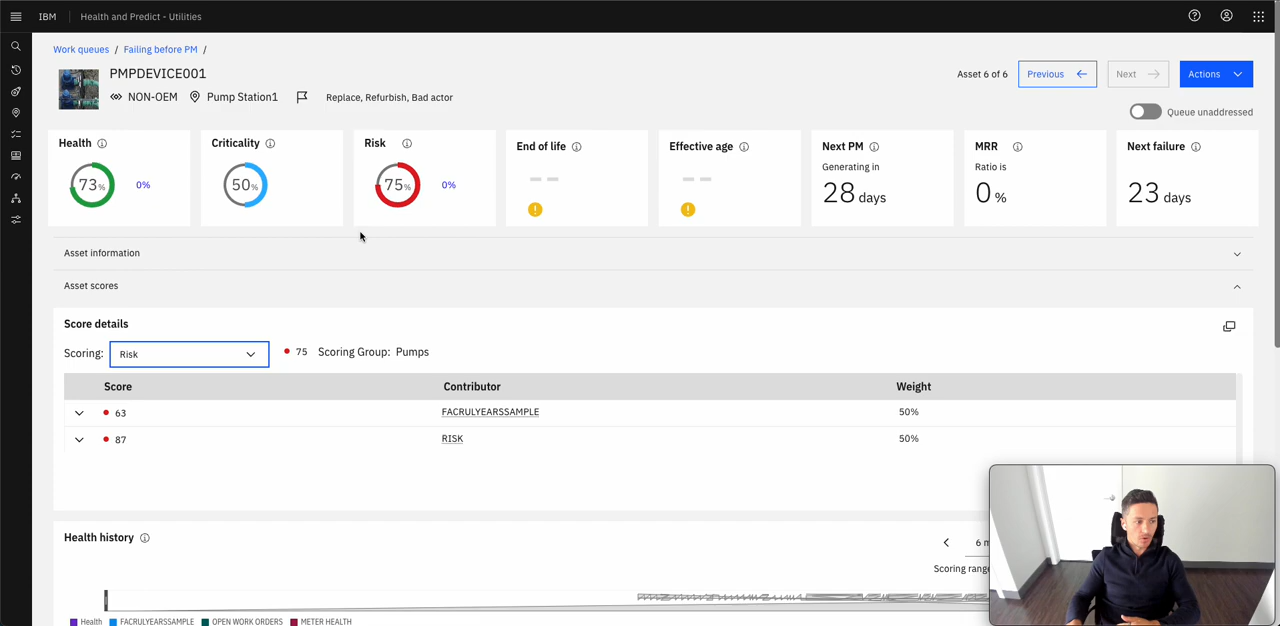 IBM
Health and Predict - Utilities
Work queues / Failing before PM /
PMPDEVICE001
NON-OEM
Pump Station1
Replace, Refurbish, Bad actor
Asset 6 of 6
Previous
Next
Actions
Queue unaddressed
Health
73%
0%
Criticality
50%
Risk
75%
0%
End of life
Effective age
Next PM
Generating in
28 days
MRR
Ratio is
0 %
Next failure
23 days
Asset information
Asset scores
Score details
Scoring: Risk 75 Scoring Group: Pumps
Score Contributor Weight
63 FACRULYEARSSAMPLE 50%
87 RISK 50%
Health history
6 m
Scoring range
Health FACRULYEARSSAMPLE OPEN WORK ORDERS METER HEALTH